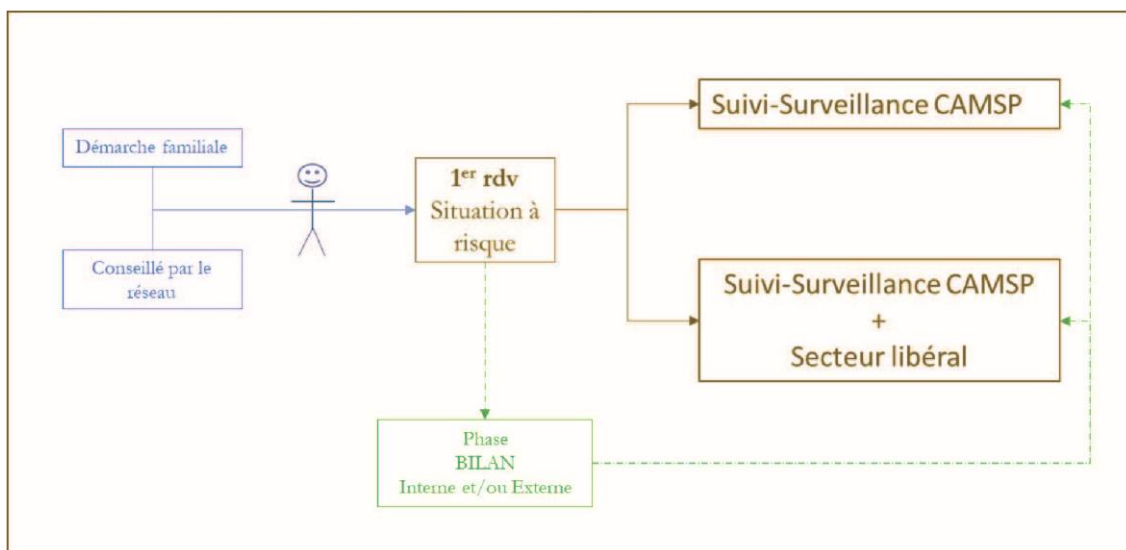 Démarche familiale
Conseillé par le
réseau
1er rdv
Situation à
risque
Suivi-Surveillance CAMSP
Suivi-Surveillance CAMSP
+
Secteur libéral
Phase
BILAN
Interne et/ou Externe